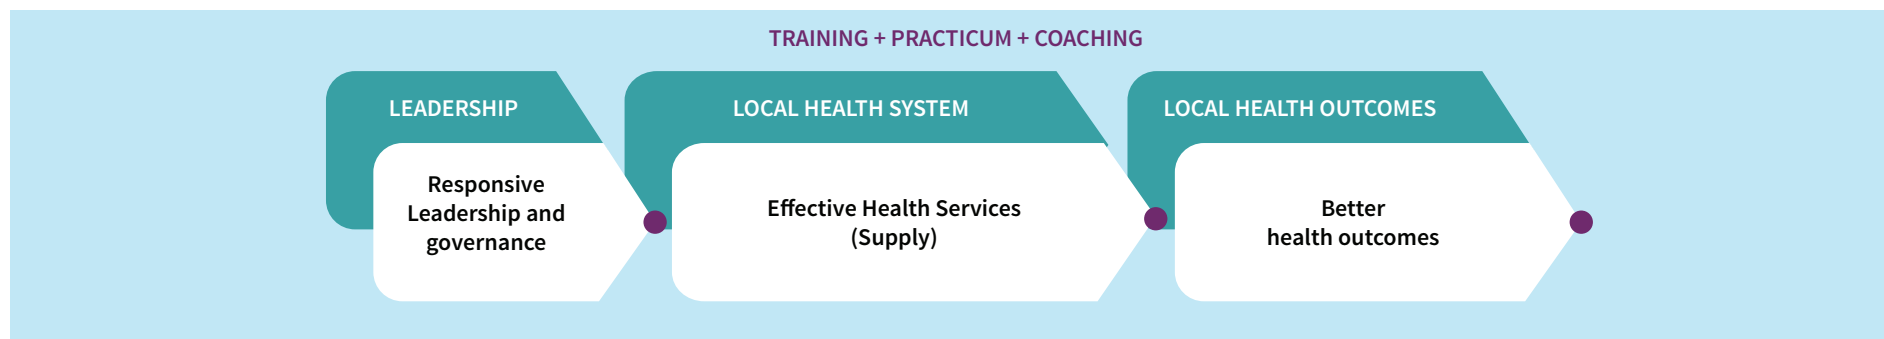 TRAINING + PRACTICUM + COACHING
LEADERSHIP
Responsive
Leadership and
governance
LOCAL HEALTH SYSTEM
Effective Health Services
(Supply)
LOCAL HEALTH OUTCOMES
Better
health outcomes